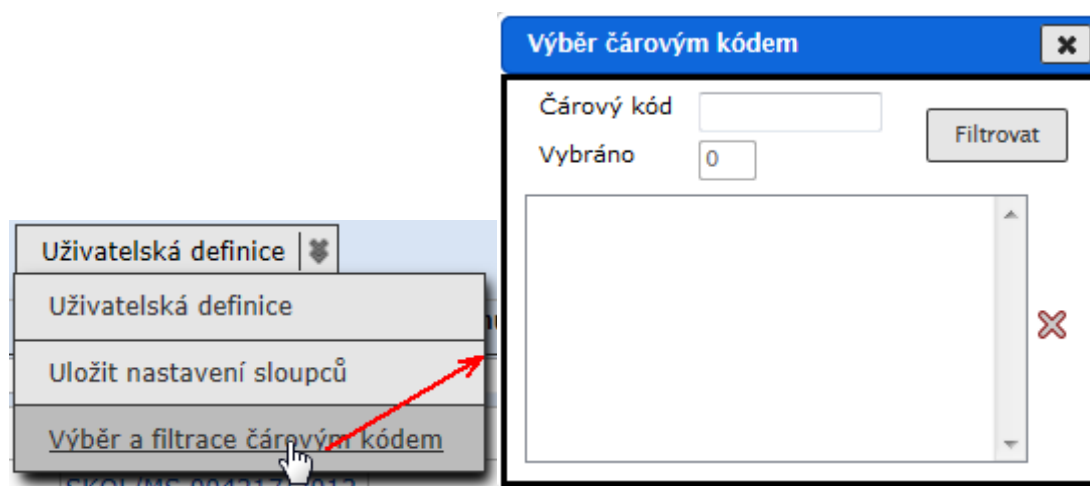 Výběr čárovým kódem
Čárový kód
Filtrovat
Vybráno
0
Uživatelská definice
Uživatelská definice
Uložit nastavení sloupců
Výběr a filtrace čárovým kódem